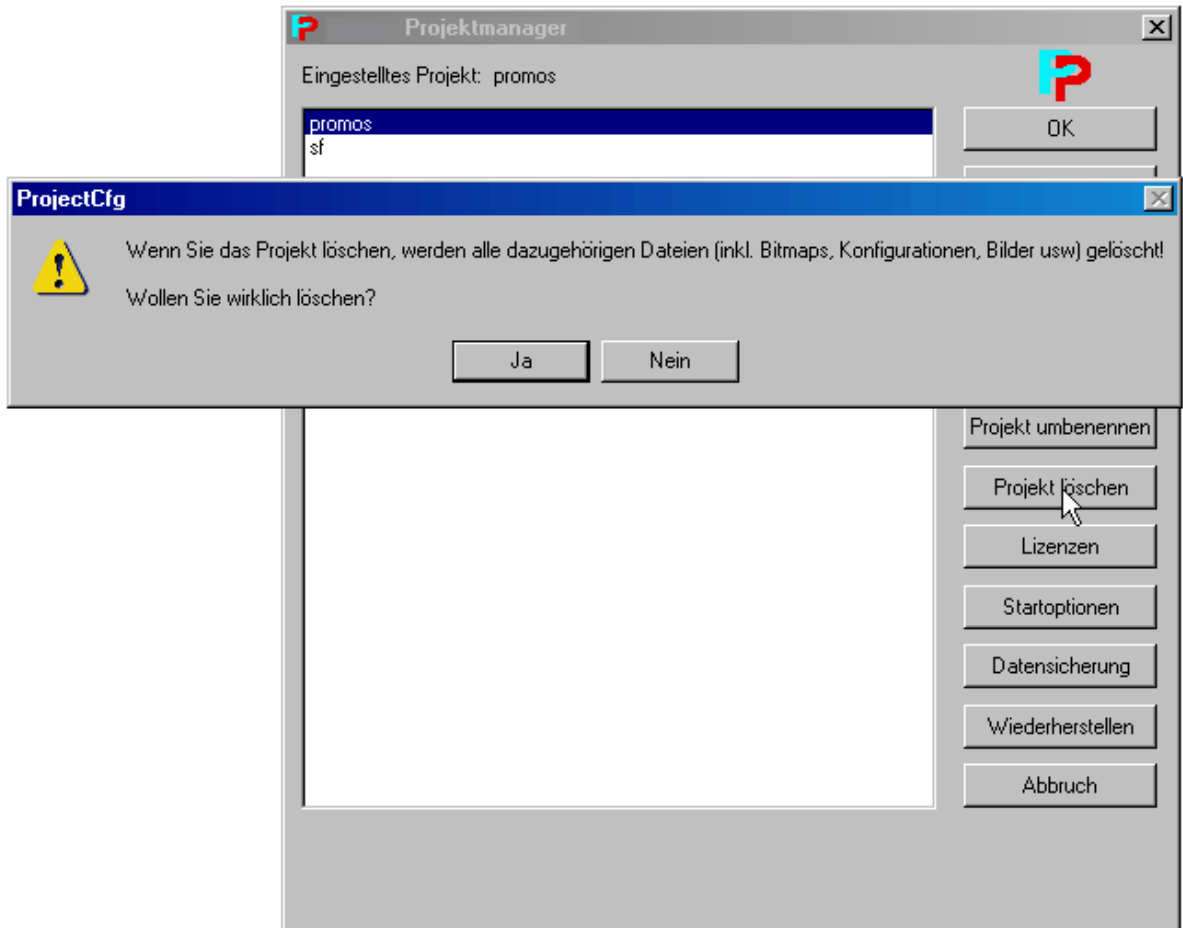 Projektmanager
Eingestelltes Projekt: promos
promos
sf
OK
ProjectCfg
Wenn Sie das Projekt löschen, werden alle dazugehörigen Dateien (inkl. Bitmaps, Konfigurationen, Bilder usw) gelöscht!
Wollen Sie wirklich löschen?
Ja Nein
Projekt umbenennen
Projekt löschen
Lizenzen
Startoptionen
Datensicherung
Wiederherstellen
Abbruch